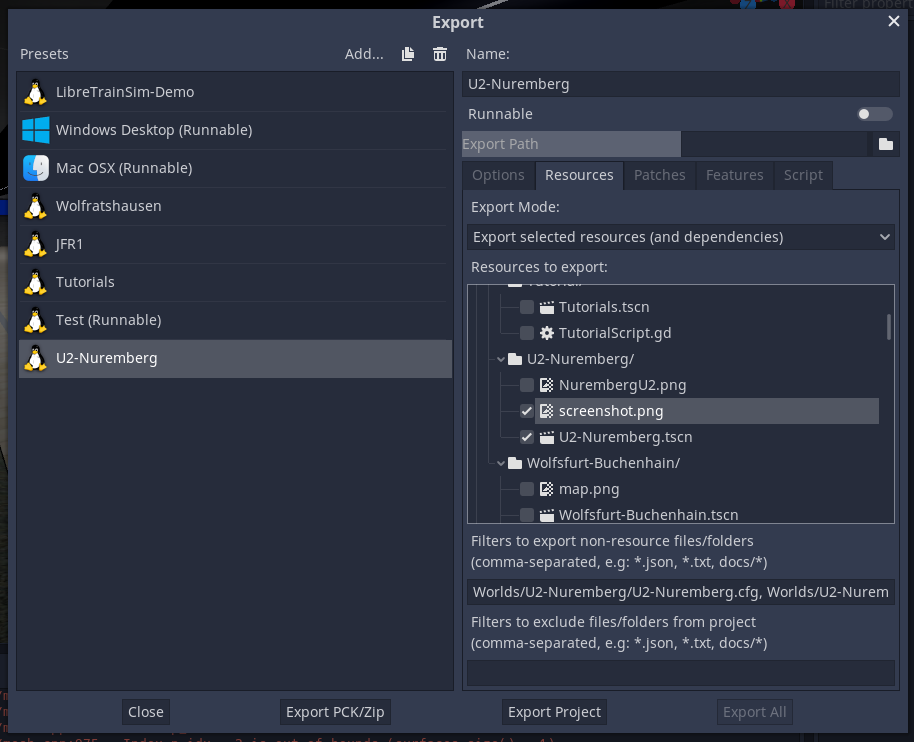 Filter propert
Export
Presets
Add...
Name:
LibreTrainSim-Demo
Windows Desktop (Runnable)
Mac OSX (Runnable)
Wolfratshausen
JFR1
Tutorials
Test (Runnable)
U2-Nuremberg
U2-Nuremberg
Runnable
Export Path
Options Resources Patches Features Script
Export Mode:
Export selected resources (and dependencies)
Resources to export:
Tutorials.tscn
TutorialScript.gd
U2-Nuremberg/
NurembergU2.png
screenshot.png
U2-Nuremberg.tscn
Wolfsfurt-Buchenhain/
map.png
Wolfsfurt-Buchenhain.tscn
Filters to export non-resource files/folders
(comma-separated, e.g: *.json, *.txt, docs/*)
Worlds/U2-Nuremberg/U2-Nuremberg.cfg, Worlds/U2-Nurem
Filters to exclude files/folders from project
(comma-separated, e.g: *.json, *.txt, docs/*)
Close
Export PCK/Zip
Export Project
Export All